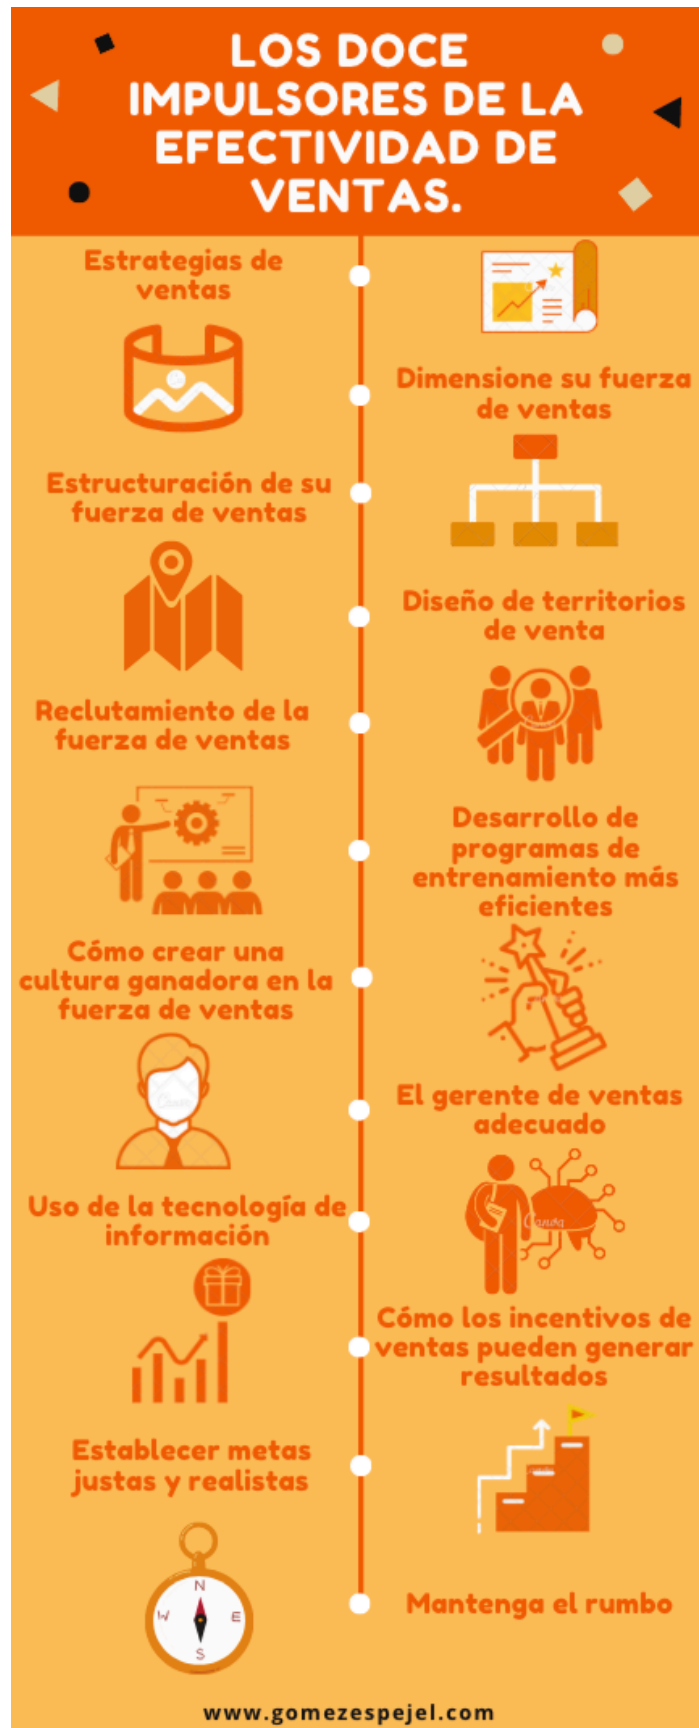 LOS DOCE
IMPULSORES DE LA
EFECTIVIDAD DE
VENTAS.
Estrategias de
ventas
Dimensione su fuerza
de ventas
Estructuración de su
fuerza de ventas
Diseño de territorios
de venta
Reclutamiento de la
fuerza de ventas
Desarrollo de
programas de
entrenamiento más
eficientes
Cómo crear una
cultura ganadora en la
fuerza de ventas
El gerente de ventas
adecuado
Uso de la tecnología de
información
Canva
Cómo los incentivos de
ventas pueden generar
resultados
Establecer metas
justas y realistas
N
W E
S
Mantenga el rumbo
www.gomezespejel.com